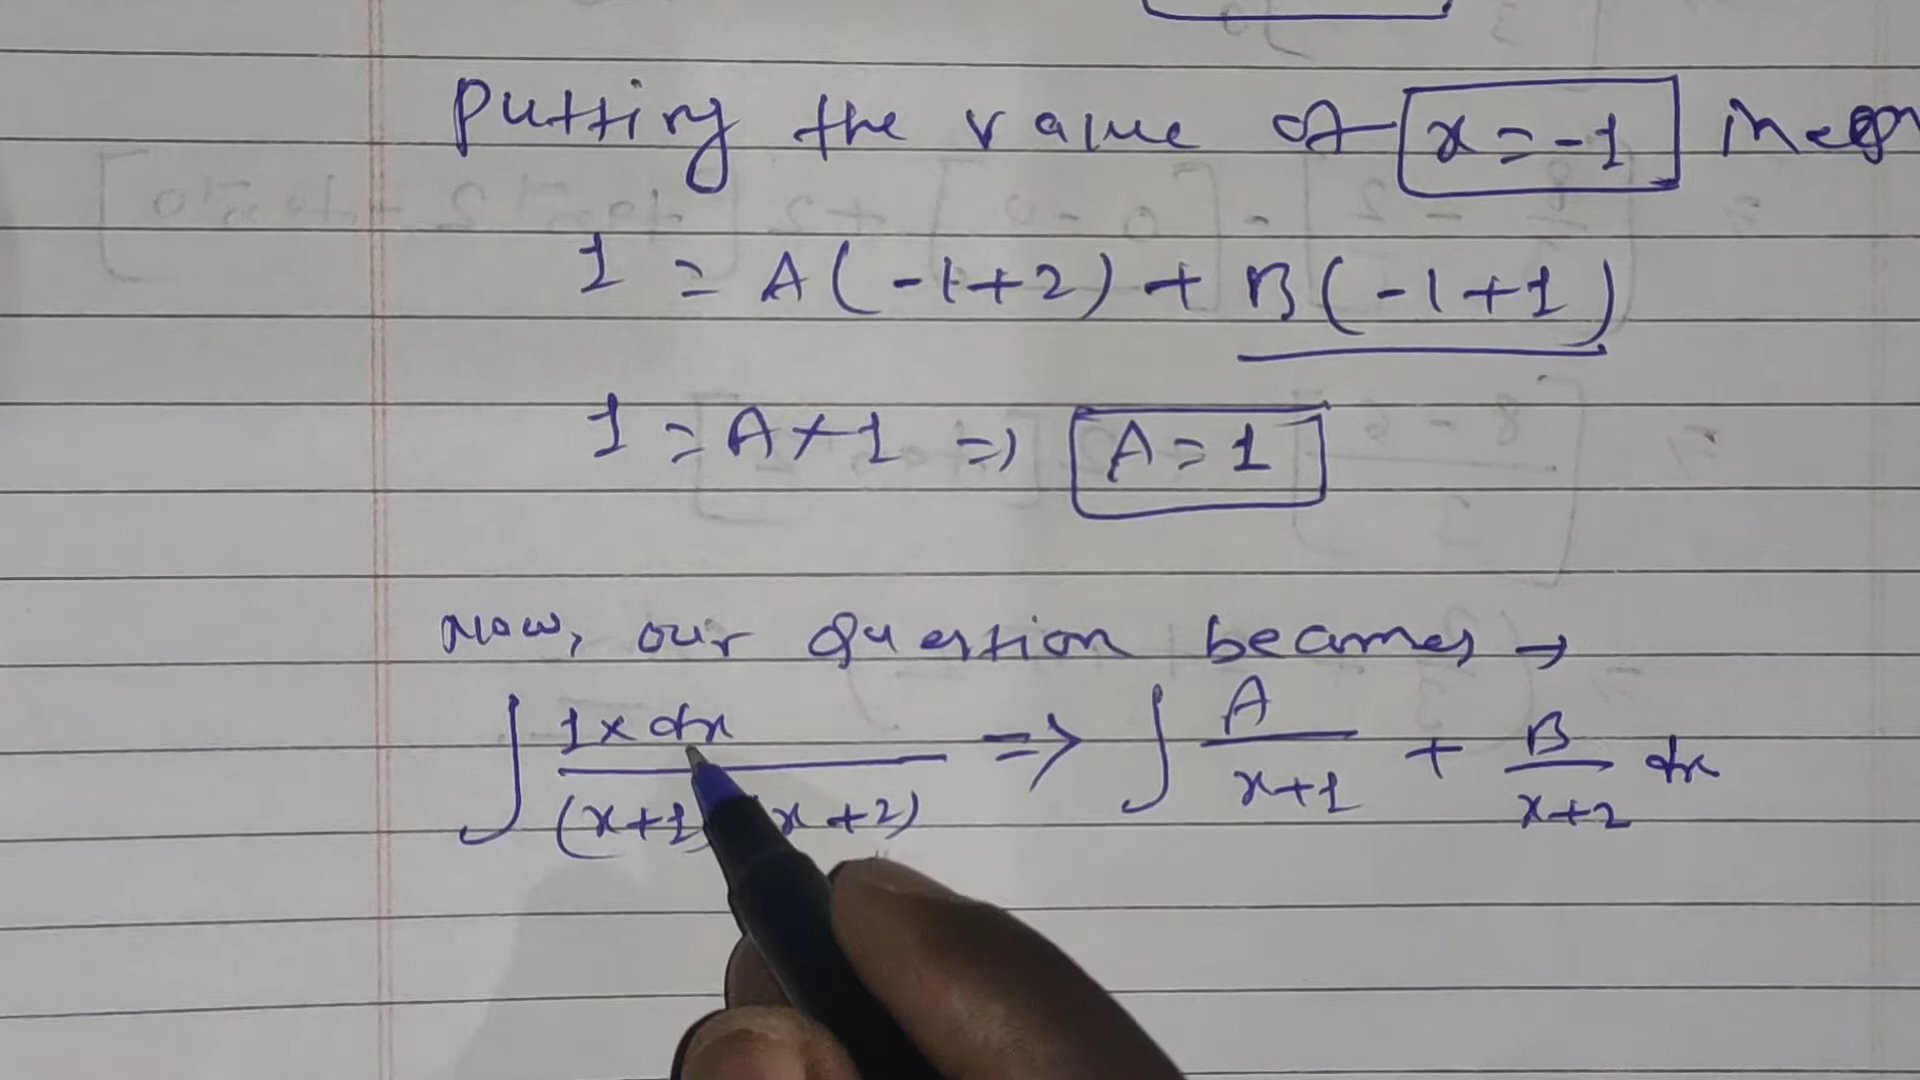 Putting the value of x = -1 in eqn
1 = A(-1+2) + B(-1+1)
1 = A×1 => A = 1
Now, our question becomes →
∫ 1×dx / (x+1)(x+2) => ∫ A/x+1 + B/x+2 dx